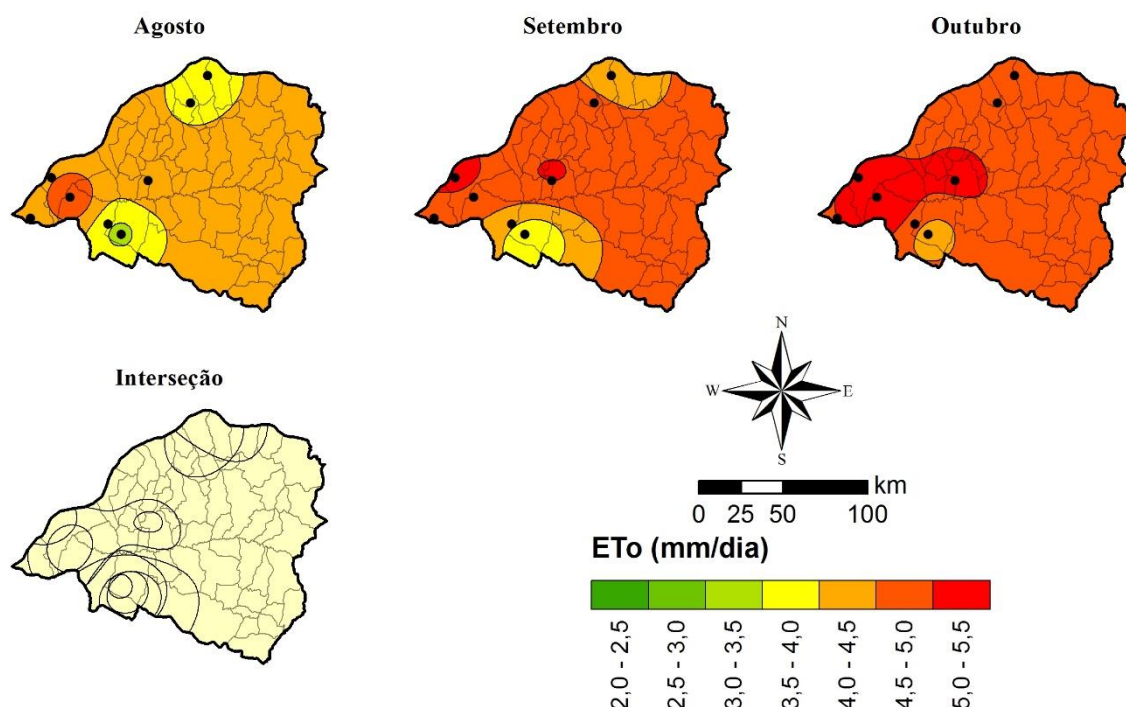 Agosto
Setembro
Outubro
Interseção
N
W
E
S
km
0 25 50 100
ETo (mm/dia)
2,0 - 2,5
2,5 - 3,0
3,0 - 3,5
3,5 - 4,0
4,0 - 4,5
4,5 - 5,0
5,0 - 5,5